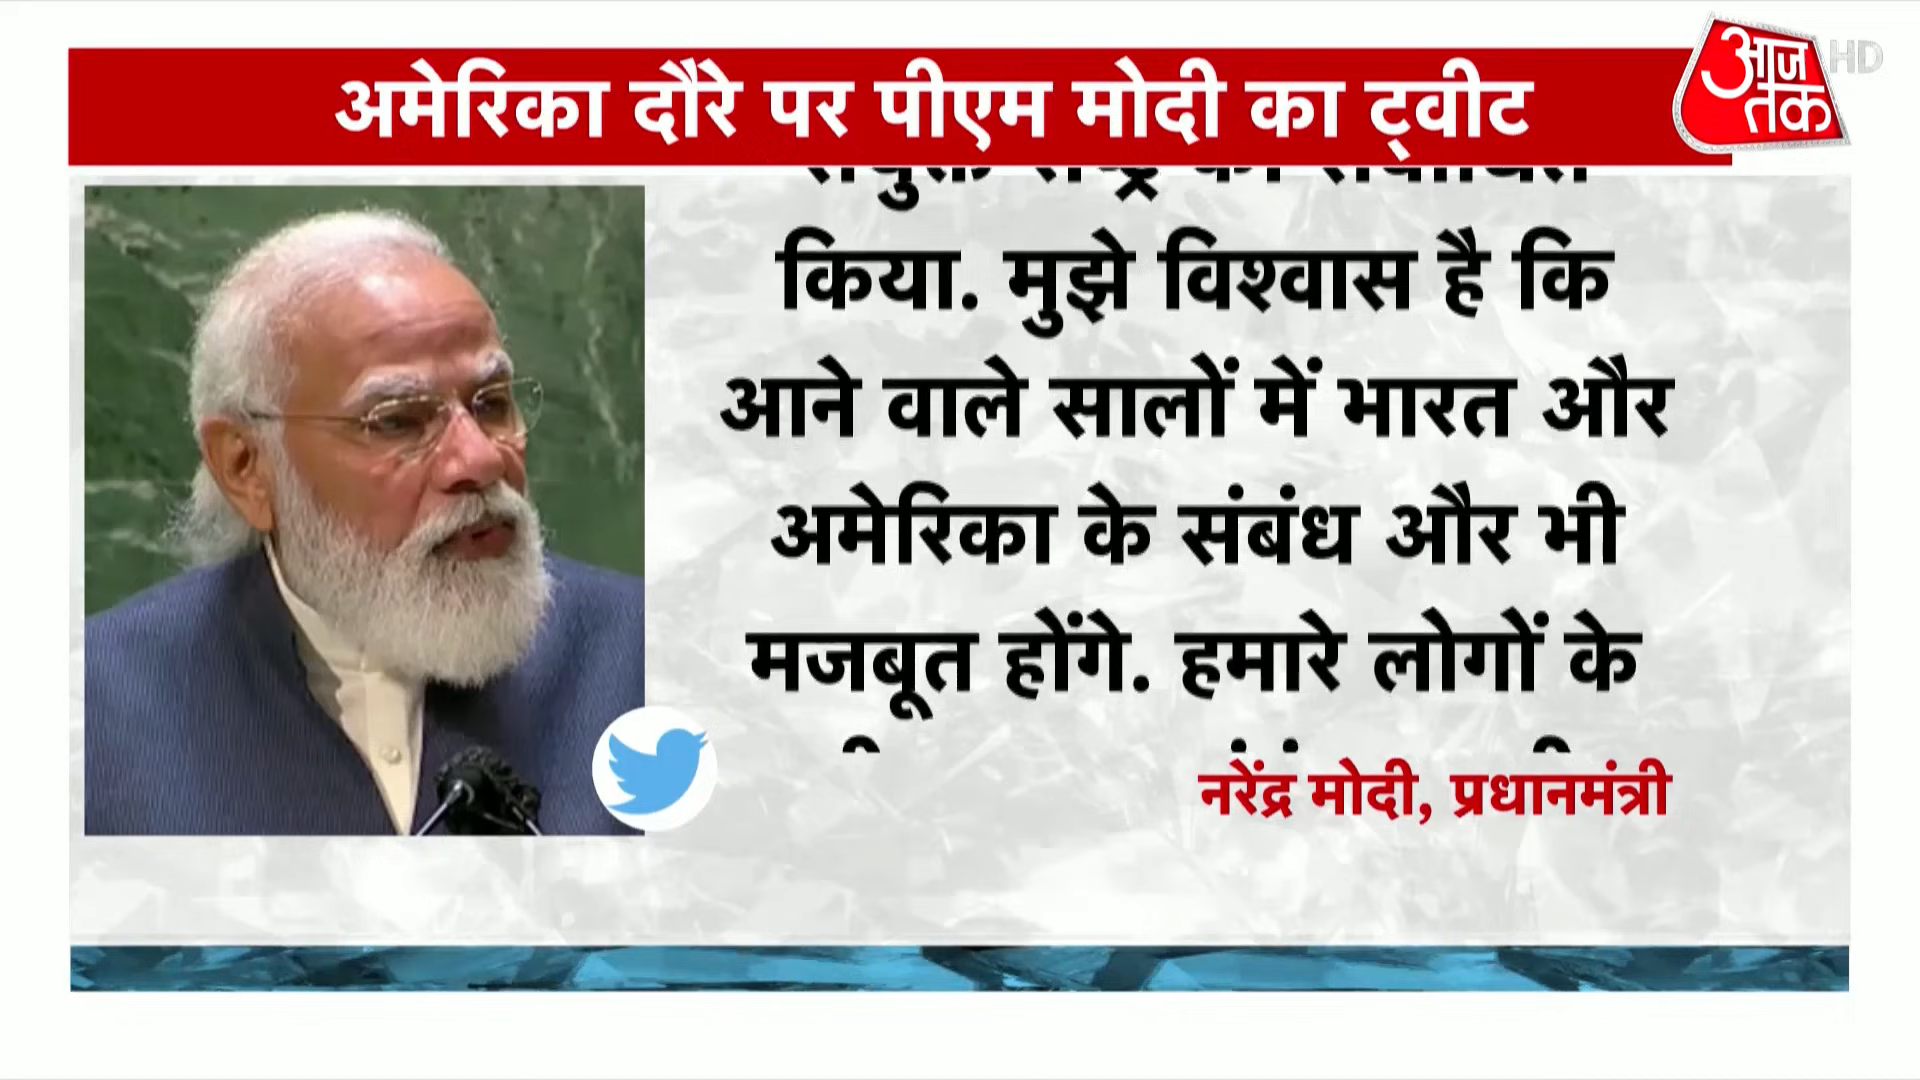 अमेरिका दौरे पर पीएम मोदी का ट्वीट
आज
तक
HD
किया. मुझे विश्वास है कि
आने वाले सालों में भारत और
अमेरिका के संबंध और भी
मजबूत होंगे. हमारे लोगों के
नरेंद्र मोदी, प्रधानमंत्री